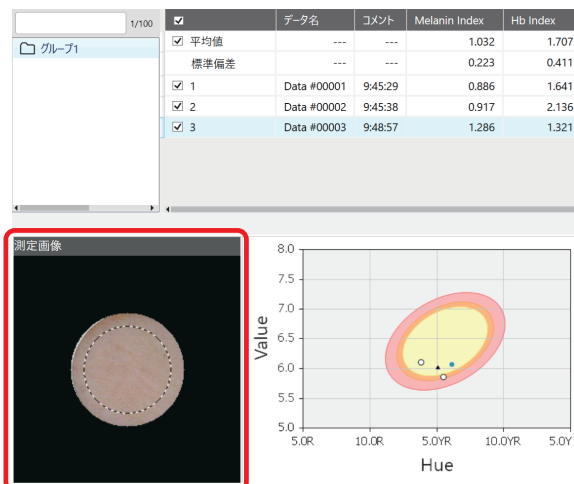 1/100
グループ1
データ名 コメント Melanin Index Hb Index
平均値 --- --- 1.032 1.707
標準偏差 --- --- 0.223 0.411
1 Data #00001 9:45:29 0.886 1.641
2 Data #00002 9:45:38 0.917 2.136
3 Data #00003 9:48:57 1.286 1.321
測定画像
8.0
7.5
7.0
6.5
6.0
5.5
5.0
Value
5.0R 10.0R 5.0YR 10.0YR 5.0Y
Hue